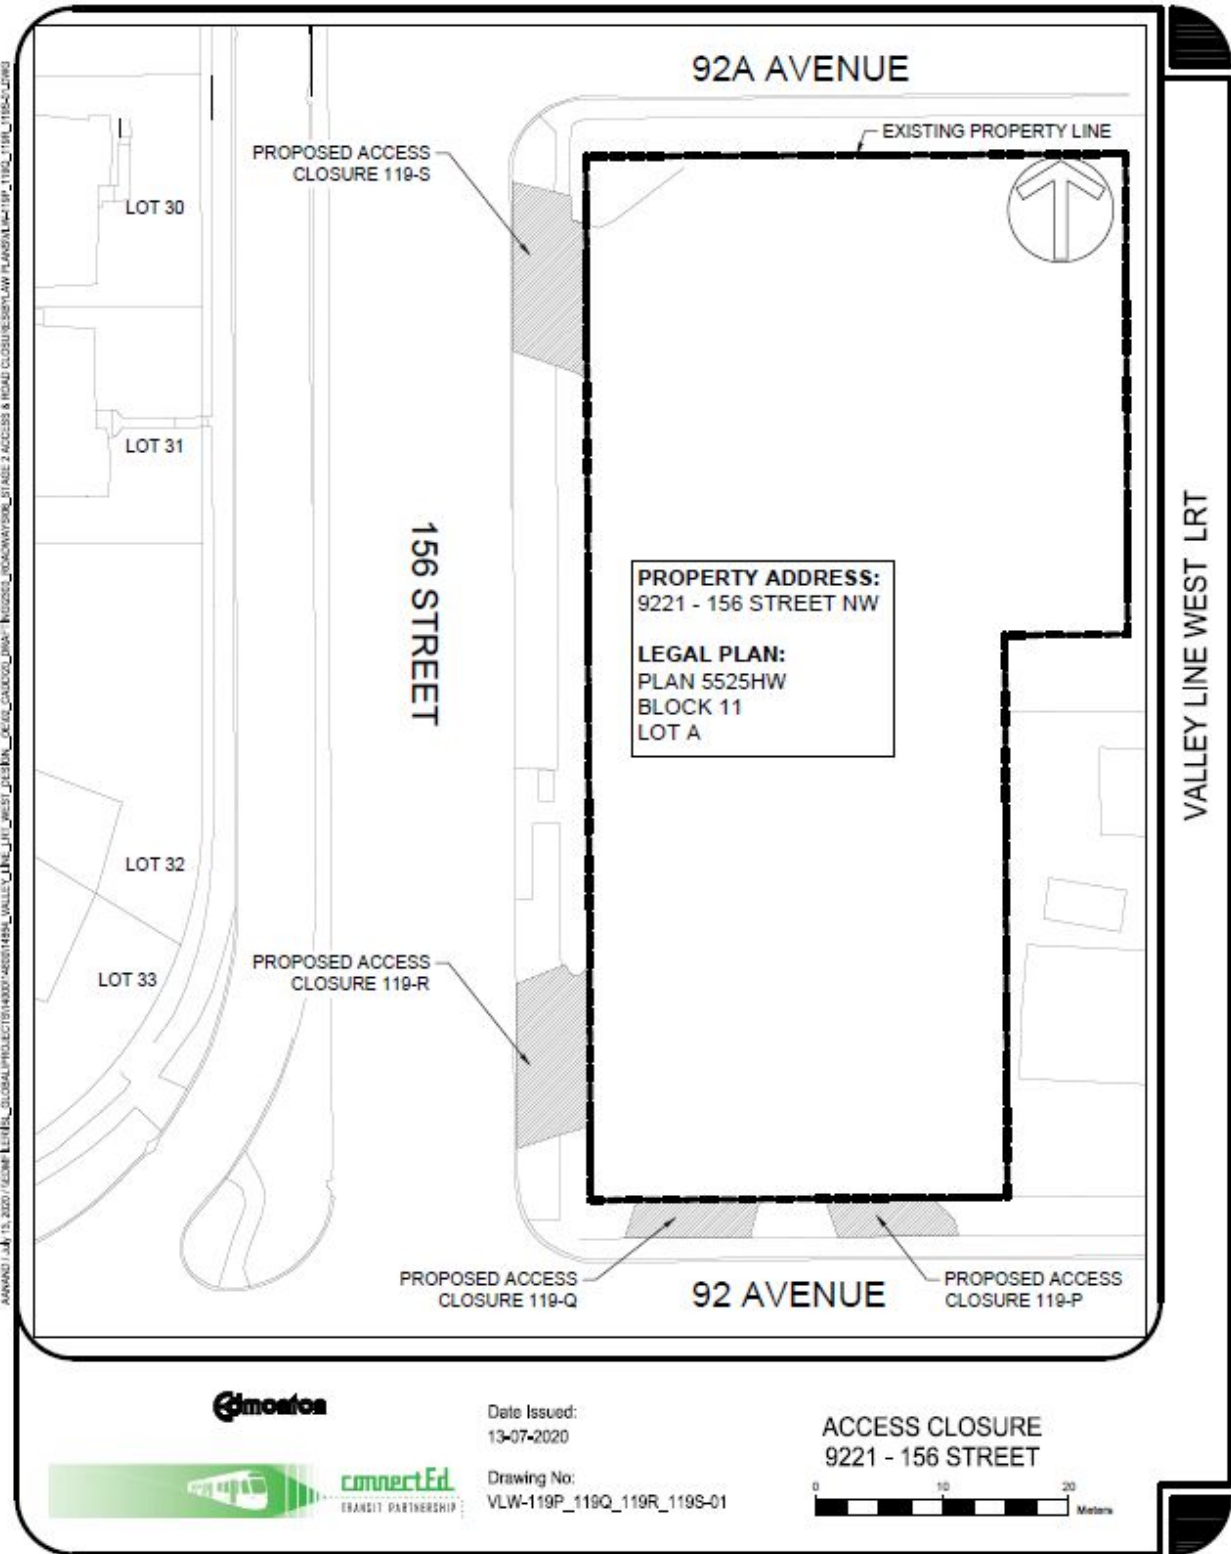 92A AVENUE
EXISTING PROPERTY LINE
PROPOSED ACCESS
CLOSURE 119-S
LOT 30
LOT 31
156 STREET
PROPERTY ADDRESS:
9221 - 156 STREET NW
LEGAL PLAN:
PLAN 5525HW
BLOCK 11
LOT A
VALLEY LINE WEST LRT
LOT 32
LOT 33
PROPOSED ACCESS
CLOSURE 119-R
PROPOSED ACCESS
CLOSURE 119-Q
92 AVENUE
PROPOSED ACCESS
CLOSURE 119-P
Edmonton
connectEd
TRANSIT PARTNERSHIP
Date Issued:
13-07-2020
Drawing No:
VLW-119P_119Q_119R_119S-01
ACCESS CLOSURE
9221 - 156 STREET
0 10 20
Meters